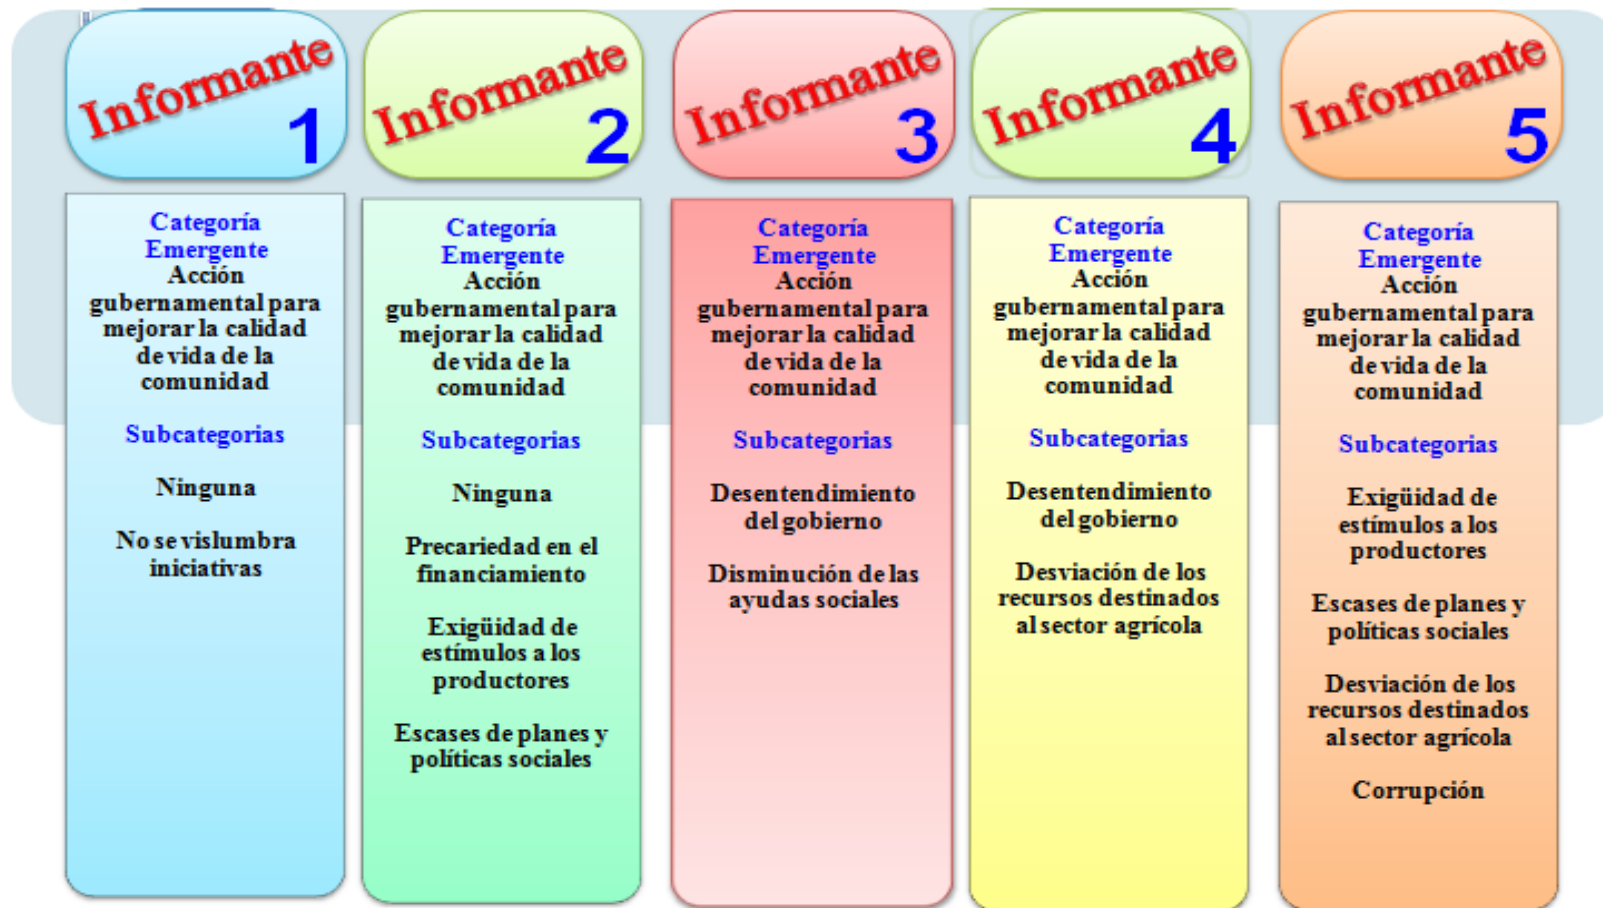 Informante
1
Categoría
Emergente
Acción
gubernamental para
mejorar la calidad
de vida de la
comunidad
Subcategorias
Ninguna
No se vislumbra
iniciativas
Informante
2
Categoría
Emergente
Acción
gubernamental para
mejorar la calidad
de vida de la
comunidad
Subcategorias
Ninguna
Precariedad en el
financiamiento
Exigüidad de
estímulos a los
productores
Escases de planes y
políticas sociales
Informante
3
Categoría
Emergente
Acción
gubernamental para
mejorar la calidad
de vida de la
comunidad
Subcategorias
Desentendimiento
del gobierno
Disminución de las
ayudas sociales
Informante
4
Categoría
Emergente
Acción
gubernamental para
mejorar la calidad
de vida de la
comunidad
Subcategorias
Desentendimiento
del gobierno
Desviación de los
recursos destinados
al sector agrícola
Informante
5
Categoría
Emergente
Acción
gubernamental para
mejorar la calidad
de vida de la
comunidad
Subcategorias
Exigüidad de
estímulos a los
productores
Escases de planes y
políticas sociales
Desviación de los
recursos destinados
al sector agrícola
Corrupción